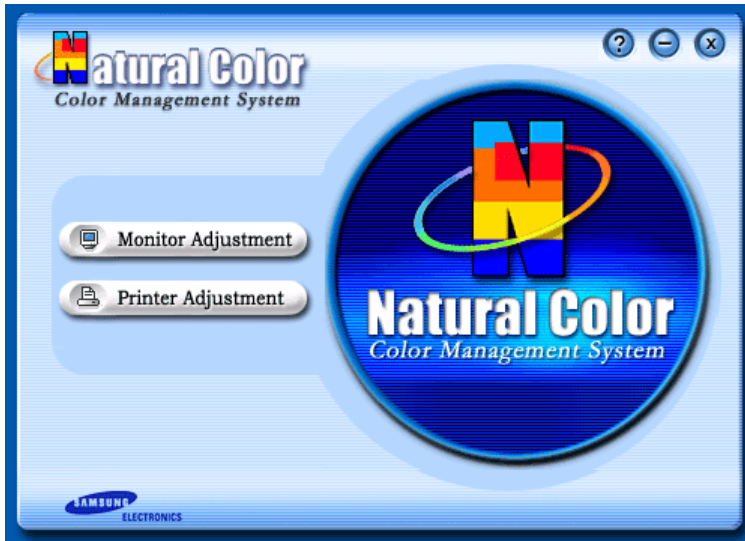 Natural Color
Color Management System
?
x
Monitor Adjustment
Printer Adjustment
N
Natural Color
Color Management System
SAMSUNG
ELECTRONICS